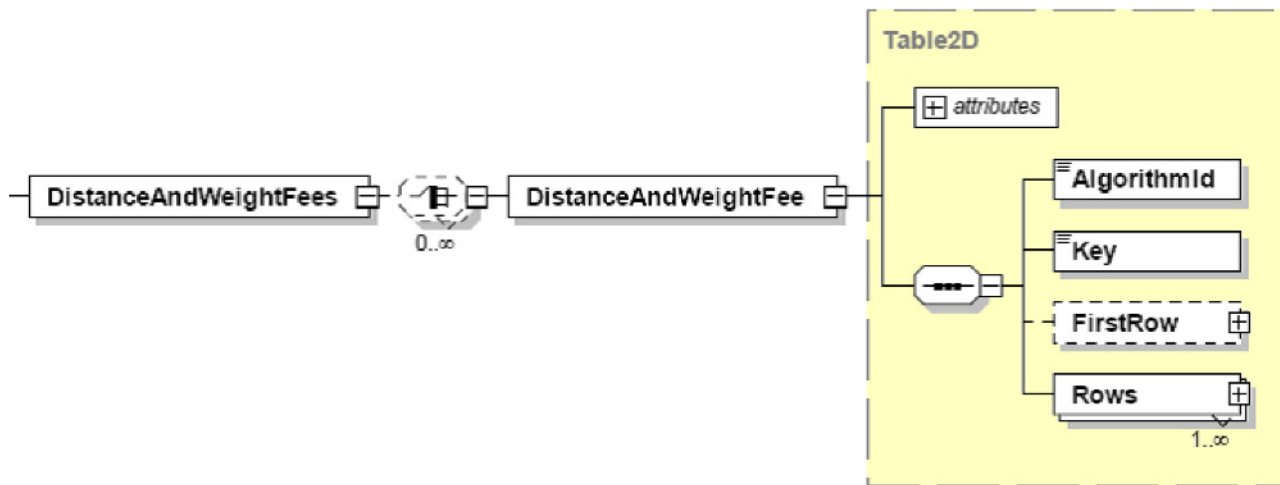 Table2D
attributes
DistanceAndWeightFees
0..∞
DistanceAndWeightFee
AlgorithmId
Key
FirstRow
Rows
1..∞